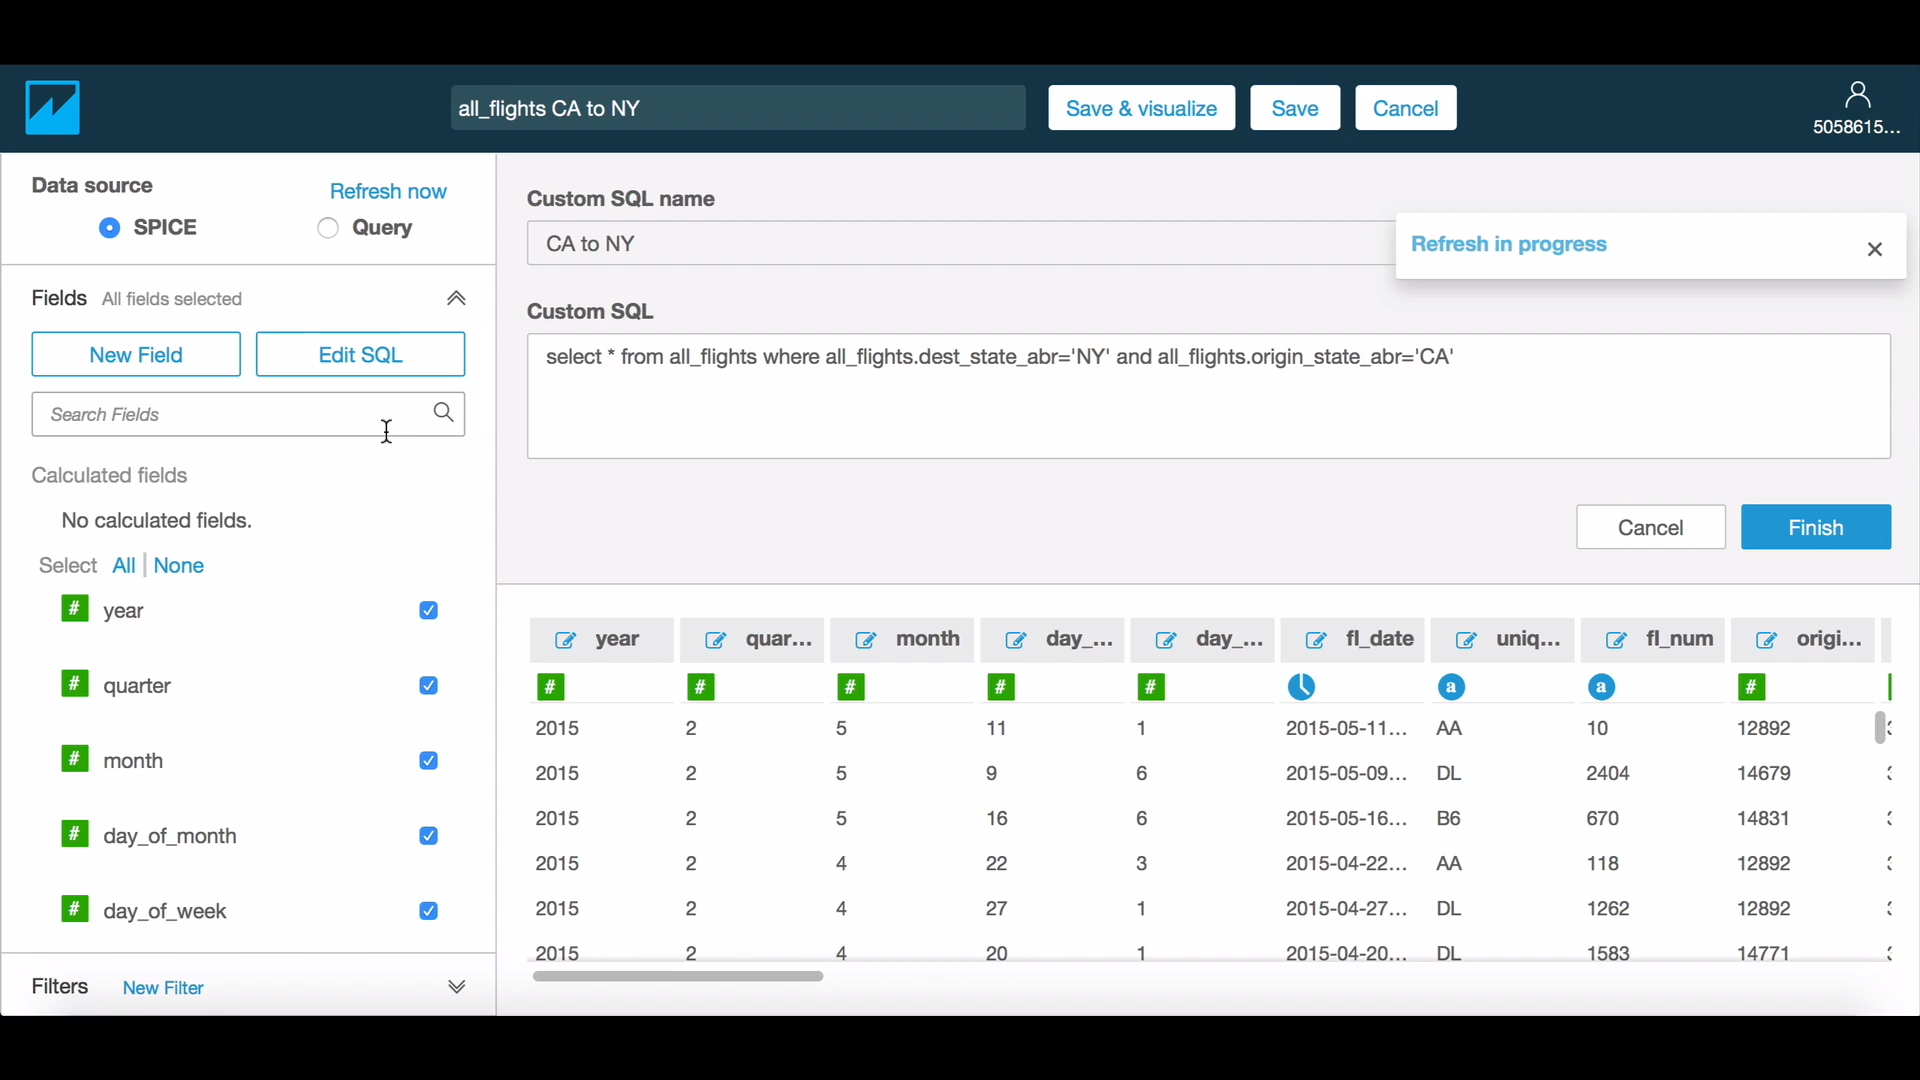 all_flights CA to NY
Save & visualize
Save
Cancel
5058615...
Data source
Refresh now
SPICE
Query
Fields All fields selected
New Field
Edit SQL
Search Fields
Calculated fields
No calculated fields.
Select All | None
# year
# quarter
# month
# day_of_month
# day_of_week
Filters New Filter
Custom SQL name
CA to NY
Refresh in progress
Custom SQL
select * from all_flights where all_flights.dest_state_abr='NY' and all_flights.origin_state_abr='CA'
Cancel
Finish
year quar... month day_... day_... fl_date uniq... fl_num origi...
# # # # # a a #
2015 2 5 11 1 2015-05-11... AA 10 12892
2015 2 5 9 6 2015-05-09... DL 2404 14679
2015 2 5 16 6 2015-05-16... B6 670 14831
2015 2 4 22 3 2015-04-22... AA 118 12892
2015 2 4 27 1 2015-04-27... DL 1262 12892
2015 2 4 20 1 2015-04-20... DL 1583 14771